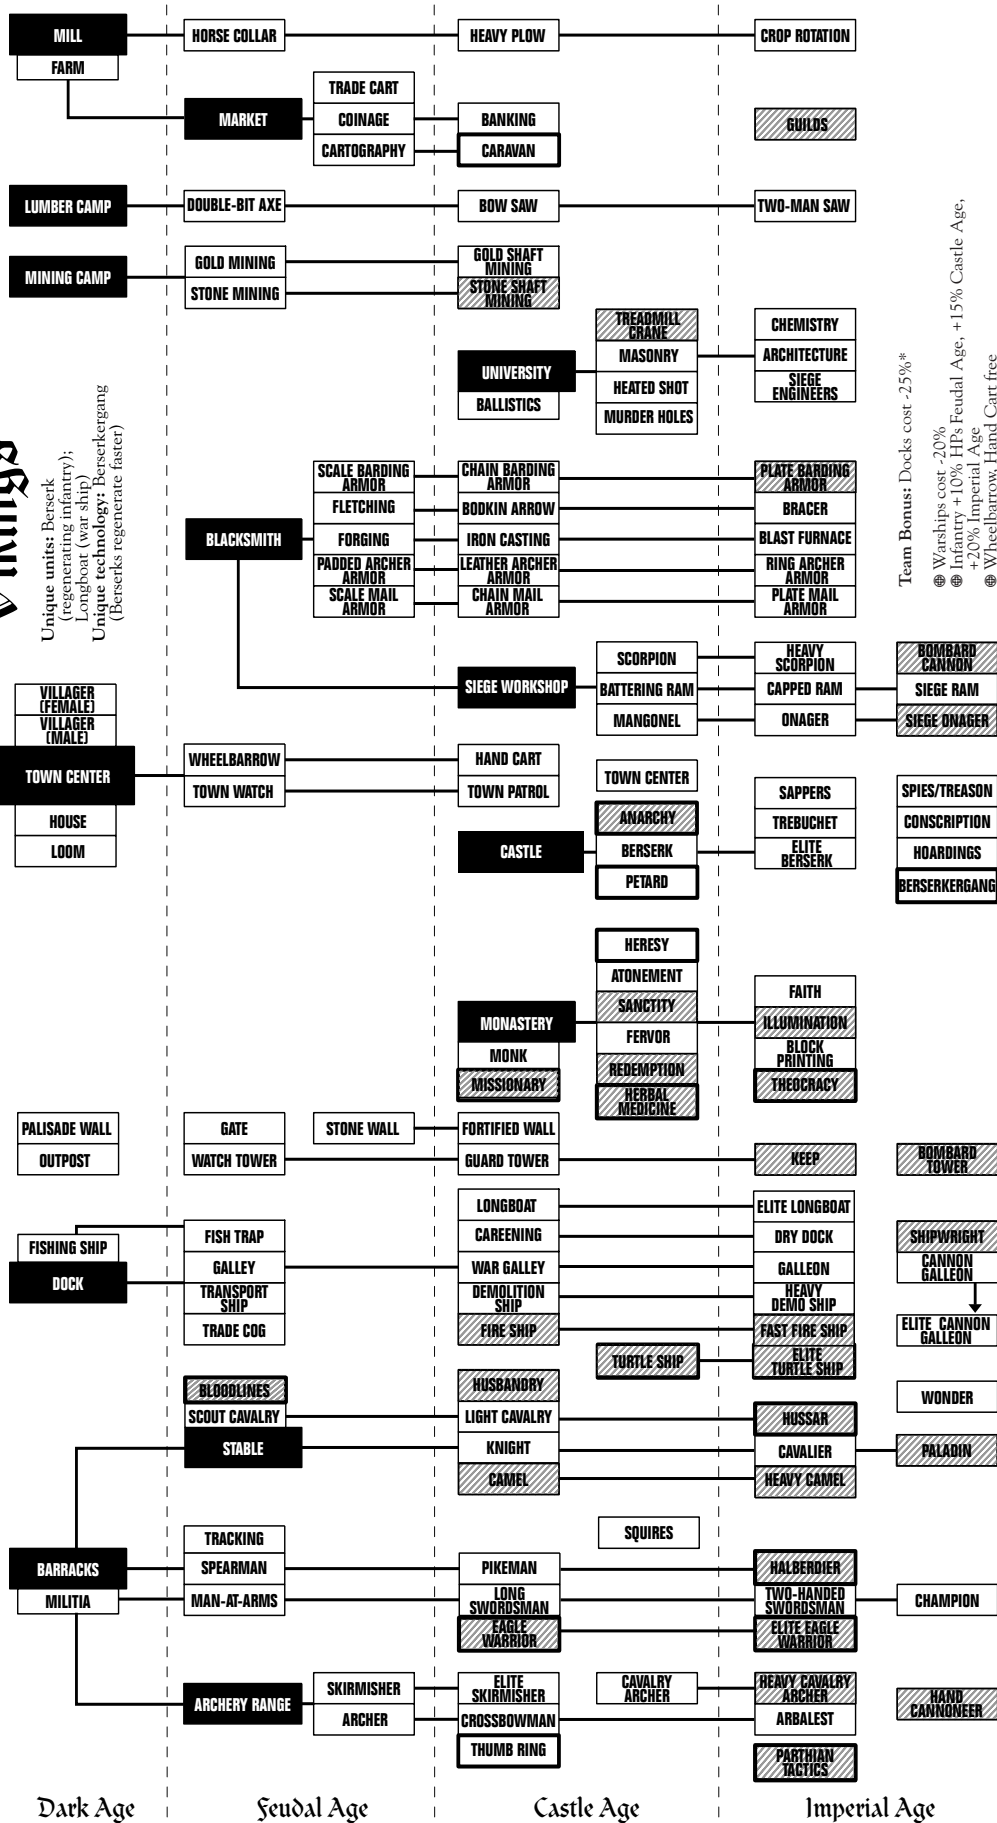 MILL
FARM
HORSE COLLAR
HEAVY PLOW
CROP ROTATION
MARKET
TRADE CART
COINAGE
CARTOGRAPHY
BANKING
CARAVAN
GUILDS
LUMBER CAMP
DOUBLE-BIT AXE
BOW SAW
TWO-MAN SAW
MINING CAMP
GOLD MINING
STONE MINING
GOLD SHAFT
MINING
STONE SHAFT
MINING
UNIVERSITY
BALLISTICS
TREADMILL
CRANE
MASONRY
HEATED SHOT
MURDER HOLES
CHEMISTRY
ARCHITECTURE
SIEGE
ENGINEERS
Team Bonus: Docks cost -25%*
Warships cost -20%
Infantry +10% HPs Feudal Age, +15% Castle Age,
+20% Imperial Age
Wheelbarrow, Hand Cart free
Vikings
Unique units: Berserk
(regenerating infantry);
Longboat (war ship)
Unique technology: Berserkergang
(Berserks regenerate faster)
BLACKSMITH
SCALE BARDING
ARMOR
FLETCHING
FORGING
PADDED ARCHER
ARMOR
SCALE MAIL
ARMOR
CHAIN BARDING
ARMOR
BODKIN ARROW
IRON CASTING
LEATHER ARCHER
ARMOR
CHAIN MAIL
ARMOR
PLATE BARDING
ARMOR
BRACER
BLAST FURNACE
RING ARCHER
ARMOR
PLATE MAIL
ARMOR
SIEGE WORKSHOP
SCORPION
BATTERING RAM
MANGONEL
HEAVY
SCORPION
CAPPED RAM
ONAGER
BOMBARD
CANNON
SIEGE RAM
SIEGE ONAGER
VILLAGER
(FEMALE)
VILLAGER
(MALE)
TOWN CENTER
HOUSE
LOOM
WHEELBARROW
TOWN WATCH
HAND CART
TOWN PATROL
TOWN CENTER
CASTLE
ANARCHY
BERSERK
PETARD
SAPPERS
TREBUCHET
ELITE
BERSERK
SPIES/TREASON
CONSCRIPTION
HOARDINGS
BERSERKERGANG
MONASTERY
MONK
MISSIONARY
HERESY
ATONEMENT
SANCTITY
FERVOR
REDEMPTION
HERBAL
MEDICINE
FAITH
ILLUMINATION
BLOCK
PRINTING
THEOCRACY
PALISADE WALL
OUTPOST
GATE
WATCH TOWER
STONE WALL
FORTIFIED WALL
GUARD TOWER
KEEP
BOMBARD
TOWER
FISHING SHIP
DOCK
FISH TRAP
GALLEY
TRANSPORT
SHIP
TRADE COG
LONGBOAT
CAREENING
WAR GALLEY
DEMOLITION
SHIP
FIRE SHIP
TURTLE SHIP
ELITE LONGBOAT
DRY DOCK
GALLEON
HEAVY
DEMO SHIP
FAST FIRE SHIP
ELITE
TURTLE SHIP
SHIPWRIGHT
CANNON
GALLEON
ELITE CANNON
GALLEON
WONDER
BLOODLINES
SCOUT CAVALRY
STABLE
HUSBANDRY
LIGHT CAVALRY
KNIGHT
CAMEL
HUSSAR
CAVALIER
HEAVY CAMEL
PALADIN
BARRACKS
MILITIA
TRACKING
SPEARMAN
MAN-AT-ARMS
SQUIRES
PIKEMAN
LONG
SWORDSMAN
EAGLE
WARRIOR
HALBERDIER
TWO-HANDED
SWORDSMAN
ELITE EAGLE
WARRIOR
CHAMPION
ARCHERY RANGE
SKIRMISHER
ARCHER
ELITE
SKIRMISHER
CROSSBOWMAN
THUMB RING
CAVALRY
ARCHER
HEAVY CAVALRY
ARCHER
ARBALEST
PARTHIAN
TACTICS
HAND
CANNONEER
Dark Age
Feudal Age
Castle Age
Imperial Age